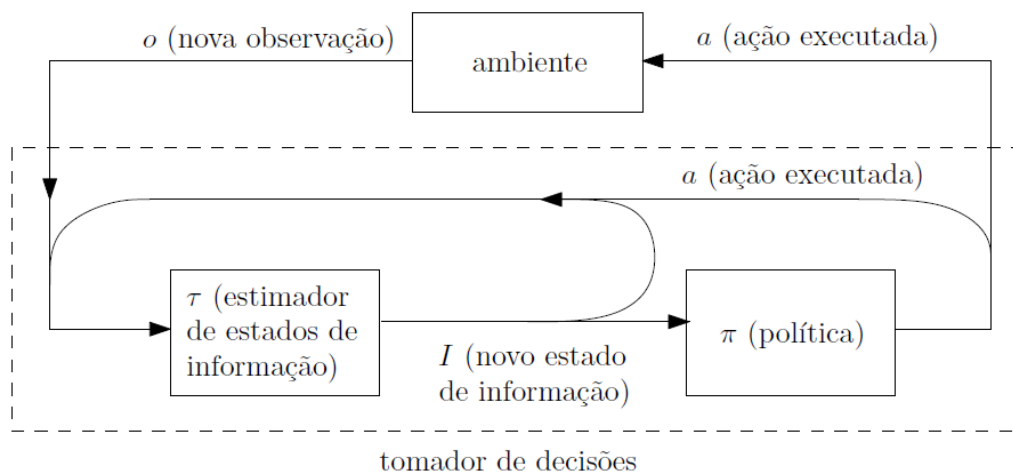 o (nova observação)
ambiente
a (ação executada)
a (ação executada)
τ (estimador
de estados de
informação)
I (novo estado
de informação)
π (política)
tomador de decisões